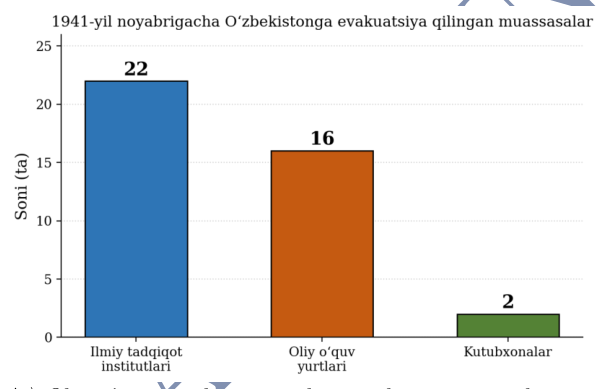 1941-yil noyabrigacha O‘zbekistonga evakuatsiya qilingan muassasalar
25
20
15
10
5
0
Soni (ta)
22
16
2
Ilmiy tadqiqot
institutlari
Oliy o‘quv
yurtlari
Kutubxonalar